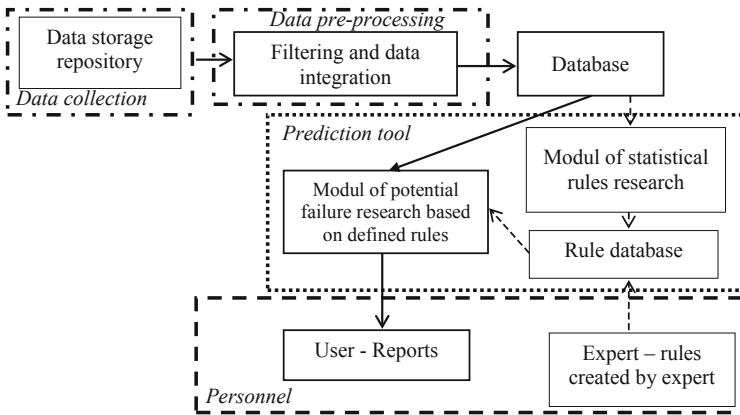 Data pre-processing
Data storage
repository
Data collection
Filtering and data
integration
Database
Prediction tool
Modul of statistical
rules research
Modul of potential
failure research based
on defined rules
Rule database
User - Reports
Expert – rules
created by expert
Personnel